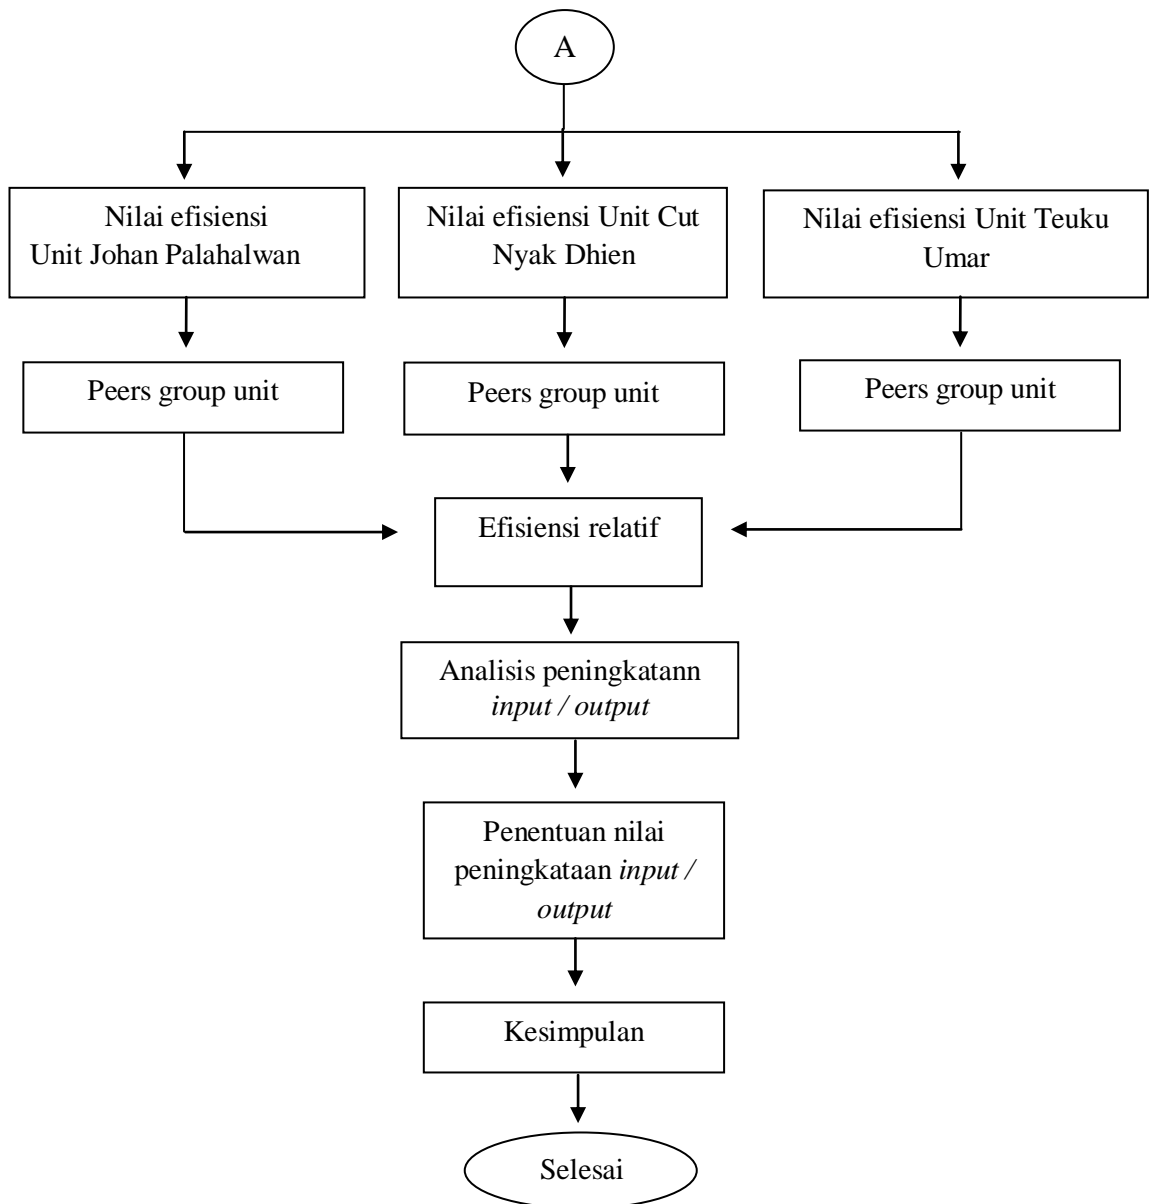 A
Nilai efisiensi
Unit Johan Palahalwan
Nilai efisiensi Unit Cut
Nyak Dhien
Nilai efisiensi Unit Teuku
Umar
Peers group unit
Peers group unit
Peers group unit
Efisiensi relatif
Analisis peningkatann
input / output
Penentuan nilai
peningkataan input /
output
Kesimpulan
Selesai